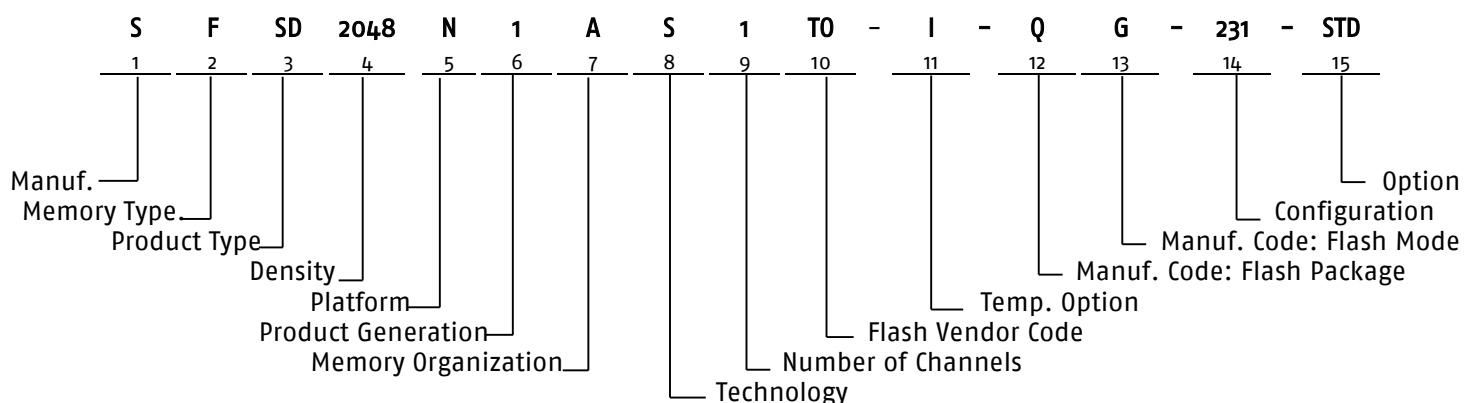 S F SD 2048 N 1 A S 1 TO - I - Q G - 231 - STD
1 2 3 4 5 6 7 8 9 10 11 12 13 14 15
Manuf. Option
Memory Type. Configuration
Product Type Manuf. Code: Flash Mode
Density Manuf. Code: Flash Package
Platform Temp. Option
Product Generation Flash Vendor Code
Memory Organization Number of Channels
Technology